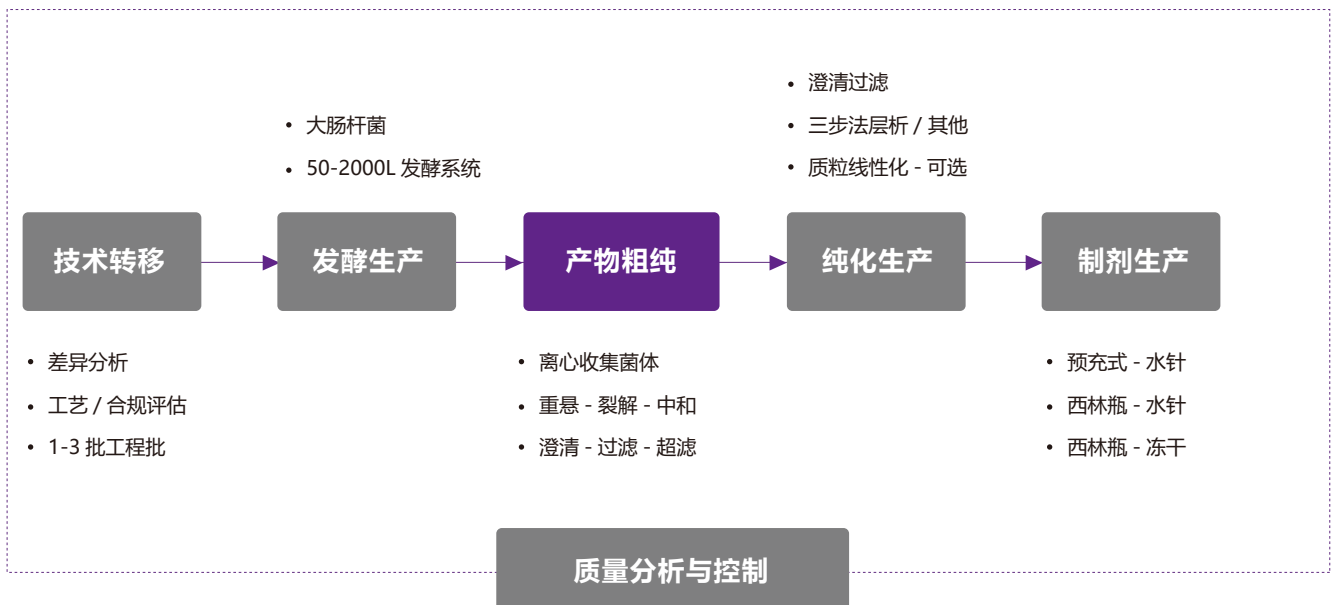 澄清过滤
三步法层析 / 其他
质粒线性化 - 可选
大肠杆菌
50-2000L 发酵系统
技术转移
发酵生产
产物粗纯
纯化生产
制剂生产
差异分析
工艺 / 合规评估
1-3 批工程批
离心收集菌体
重悬 - 裂解 - 中和
澄清 - 过滤 - 超滤
预充式 - 水针
西林瓶 - 水针
西林瓶 - 冻干
质量分析与控制